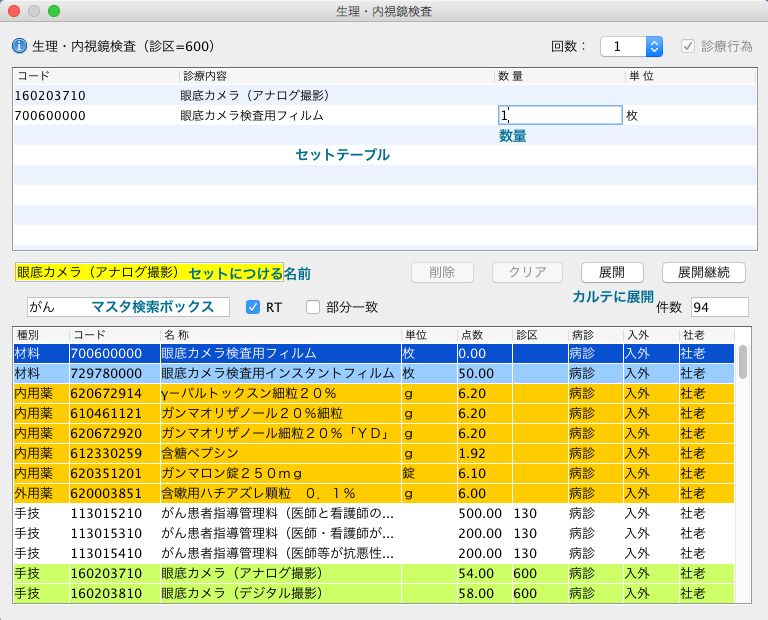 生理・内視鏡検査
生理・内視鏡検査（診区=600） 回数： 1 診療行為
コード 診療内容 数 量 単 位
160203710 眼底カメラ（アナログ撮影）
700600000 眼底カメラ検査用フィルム 1 枚
数量
セットテーブル
眼底カメラ（アナログ撮影） セットにつける名前 削除 クリア 展開 展開継続
カルテに展開
がん マスタ検索ボックス RT 部分一致 件数 94
種別 コード 名 称 単位 点数 診区 病診 入外 社老
材料 700600000 眼底カメラ検査用フィルム 枚 0.00 病診 入外 社老
材料 729780000 眼底カメラ検査用インスタントフィルム 枚 50.00 病診 入外 社老
内用薬 620672914 γ－パルトックスン細粒２０％ ｇ 6.20 病診 入外 社老
内用薬 610461121 ガンマオリザノール２０％細粒 ｇ 6.20 病診 入外 社老
内用薬 620672920 ガンマオリザノール細粒２０％「ＹＤ」 ｇ 6.20 病診 入外 社老
内用薬 612330259 含糖ペプシン ｇ 1.92 病診 入外 社老
内用薬 620351201 ガンマロン錠２５０ｍｇ 錠 6.10 病診 入外 社老
外用薬 620003851 含嗽用ハチアズレ顆粒　０．１％ ｇ 6.00 病診 入外 社老
手技 113015210 がん患者指導管理料（医師と看護師の... 500.00 130 病診 入外 社老
手技 113015310 がん患者指導管理料（医師・看護師が... 200.00 130 病診 入外 社老
手技 113015410 がん患者指導管理料（医師等が抗悪性... 200.00 130 病診 入外 社老
手技 160203710 眼底カメラ（アナログ撮影） 54.00 600 病診 入外 社老
手技 160203810 眼底カメラ（デジタル撮影） 58.00 600 病診 入外 社老